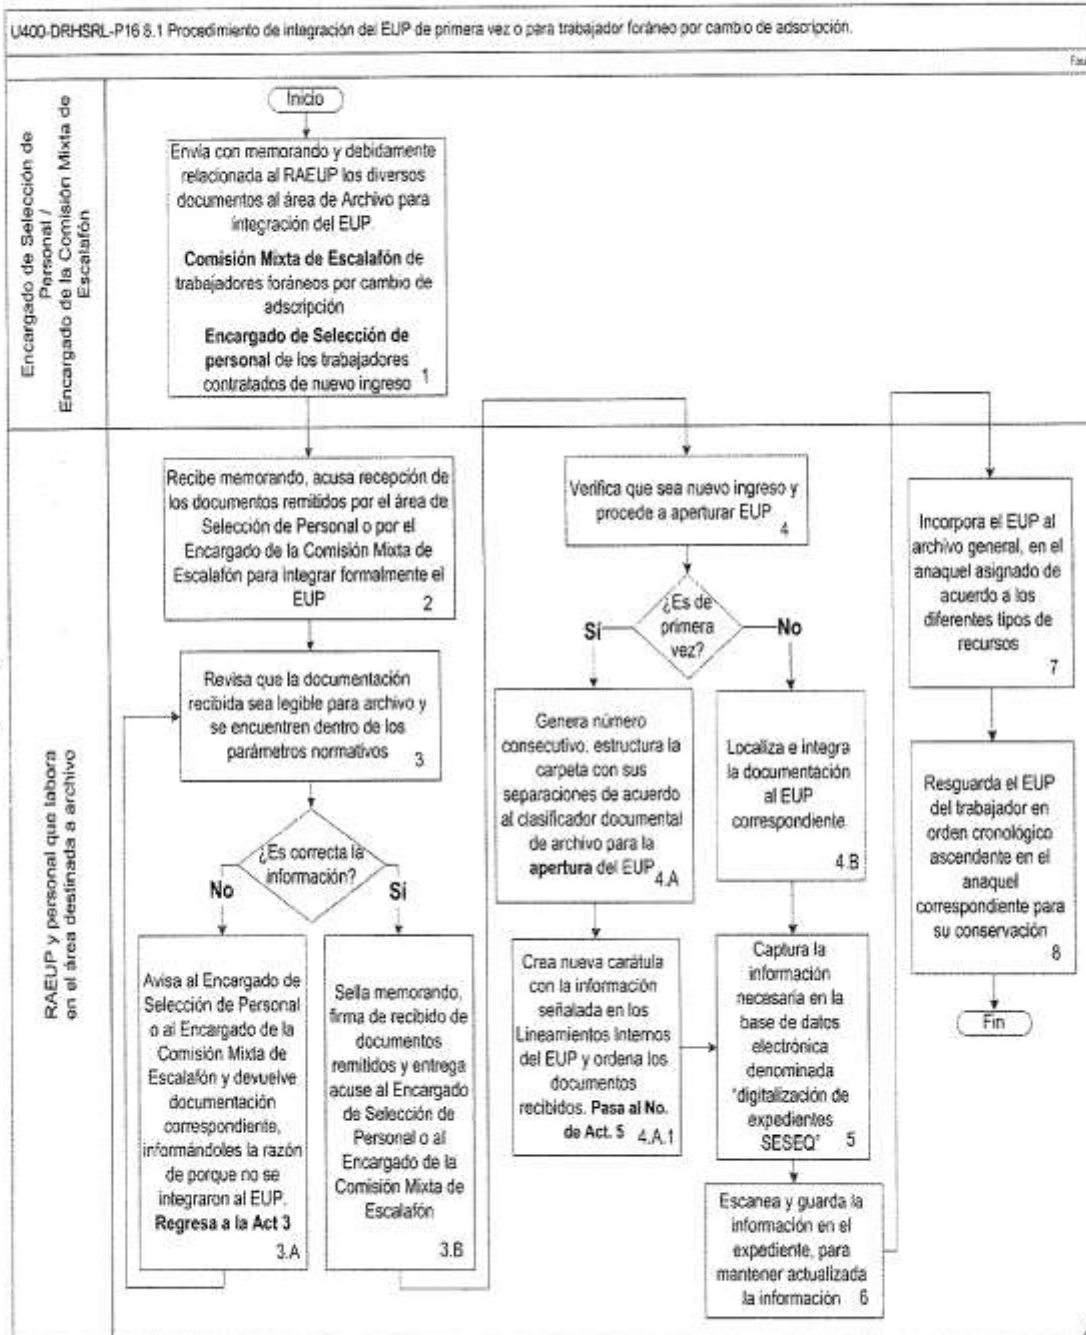 U400-DRHSRL-P16 8.1 Procedimiento de integración del EUP de primera vez o para trabajador foráneo por cambio de adscripción.
Encargado de Selección de
Personal /
Encargado de la Comisión Mixta de
Escalafón
Inicio
Envía con memorando y debidamente
relacionada al RAEUP los diversos
documentos al área de Archivo para
integración del EUP.
Comisión Mixta de Escalafón de
trabajadores foráneos por cambio de
adscripción
Encargado de Selección de
personal de los trabajadores
contratados de nuevo ingreso
1
RAEUP y personal que labora
en el área destinada a archivo
Recibe memorando, acusa recepción de
los documentos remitidos por el área de
Selección de Personal o por el
Encargado de la Comisión Mixta de
Escalafón para integrar formalmente el
EUP
2
Revisa que la documentación
recibida sea legible para archivo y
se encuentren dentro de los
parámetros normativos
3
¿Es correcta la
información?
No
Sí
Avisa al Encargado de
Selección de Personal
o al Encargado de la
Comisión Mixta de
Escalafón y devuelve
documentación
correspondiente,
informándoles la razón
de porque no se
integraron al EUP.
Regresa a la Act 3
3.A
Sella memorando,
firma de recibido de
documentos
remitidos y entrega
acuse al Encargado
de Selección de
Personal o al
Encargado de la
Comisión Mixta de
Escalafón
3.B
Verifica que sea nuevo ingreso y
procede a aperturar EUP
4
¿Es de
primera
vez?
Sí
No
Genera número
consecutivo, estructura la
carpeta con sus
separaciones de acuerdo
al clasificador documental
de archivo para la
apertura del EUP
4.A
Localiza e integra
la documentación
al EUP
correspondiente.
4.B
Crea nueva carátula
con la información
señalada en los
Lineamientos Internos
del EUP y ordena los
documentos
recibidos. Pasa al No.
de Act. 5
4.A.1
Captura la
información
necesaria en la
base de datos
electrónica
denominada
"digitalización de
expedientes
SESEQ"
5
Escanea y guarda la
información en el
expediente, para
mantener actualizada
la información
6
Incorpora el EUP al
archivo general, en el
anaquel asignado de
acuerdo a los
diferentes tipos de
recursos
7
Resguarda el EUP
del trabajador en
orden cronológico
ascendente en el
anaquel
correspondiente para
su conservación
8
Fin